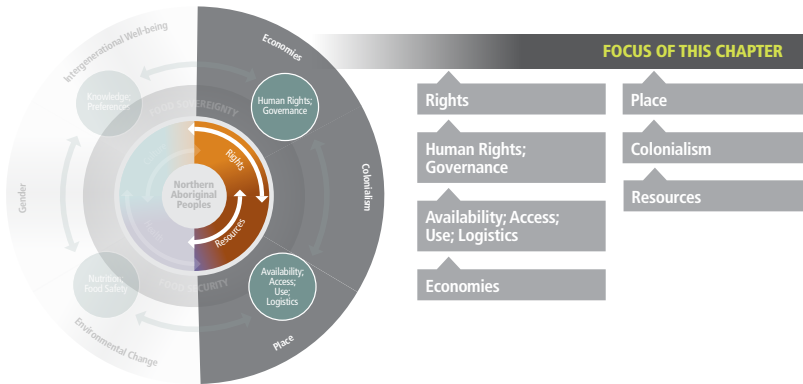 Intergenerational Well-being
Economies
Knowledge;
Preferences
FOOD SOVEREIGNTY
Human Rights;
Governance
Rights
Gender
Northern
Aboriginal
Peoples
Colonialism
Resources
Nutrition;
Food Safety
FOOD SECURITY
Availability;
Access;
Use;
Logistics
Environmental Change
Place
FOCUS OF THIS CHAPTER
Rights
Human Rights;
Governance
Availability; Access;
Use; Logistics
Economies
Place
Colonialism
Resources